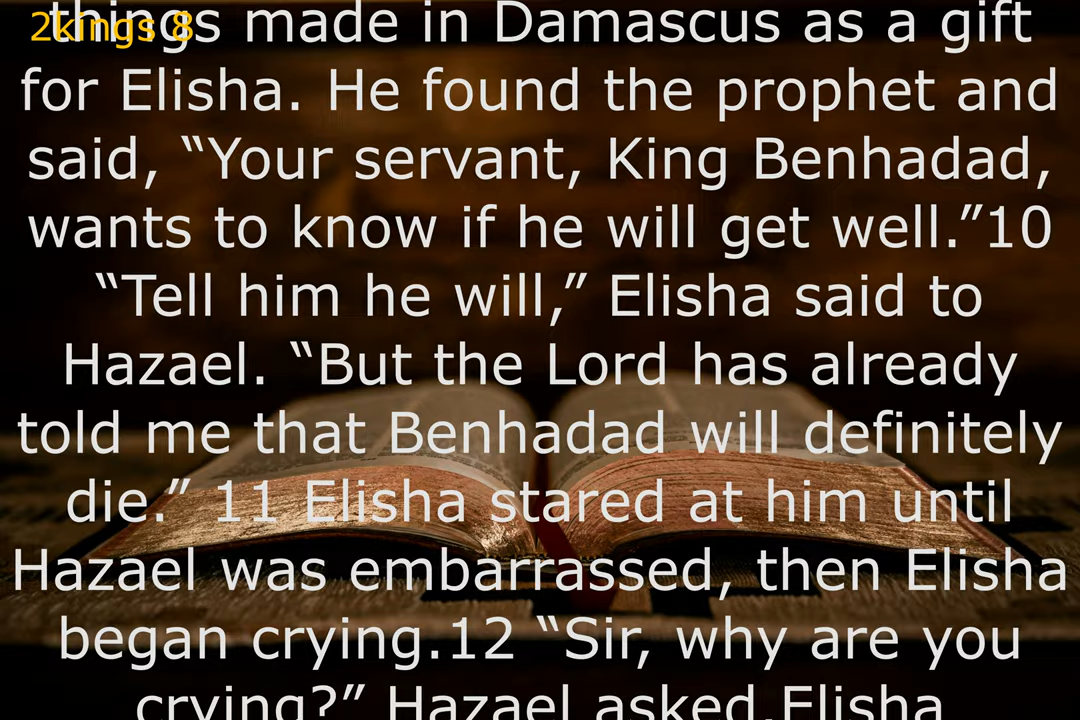 2kings 8
things made in Damascus as a gift
for Elisha. He found the prophet and
said, “Your servant, King Benhadad,
wants to know if he will get well.”10
“Tell him he will,” Elisha said to
Hazael. “But the Lord has already
told me that Benhadad will definitely
die.” 11 Elisha stared at him until
Hazael was embarrassed, then Elisha
began crying.12 “Sir, why are you
crying?” Hazael asked.Elisha